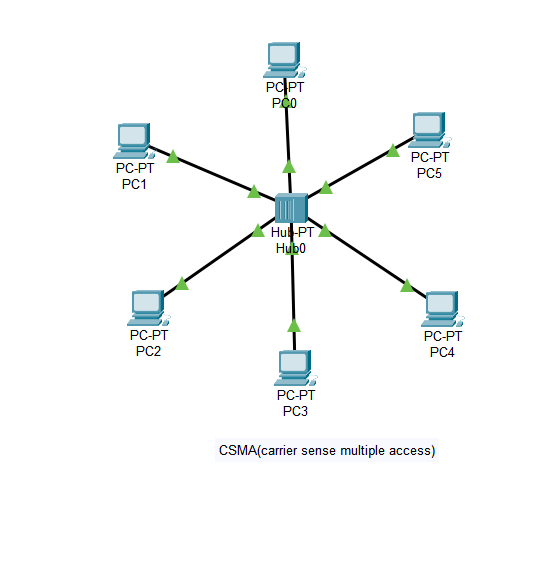 PC-PT
PC0
PC-PT
PC1
PC-PT
PC5
Hub-PT
Hub0
PC-PT
PC2
PC-PT
PC4
PC-PT
PC3
CSMA(carrier sense multiple access)